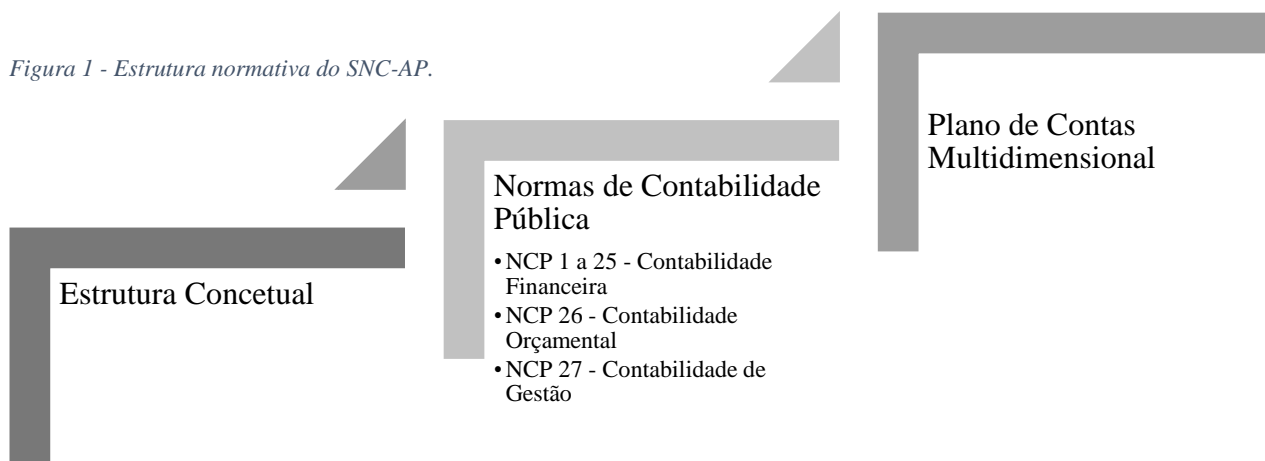 Figura 1 - Estrutura normativa do SNC-AP.
Estrutura Concetual
Normas de Contabilidade
Pública
• NCP 1 a 25 - Contabilidade
Financeira
• NCP 26 - Contabilidade
Orçamental
• NCP 27 - Contabilidade de
Gestão
Plano de Contas
Multidimensional